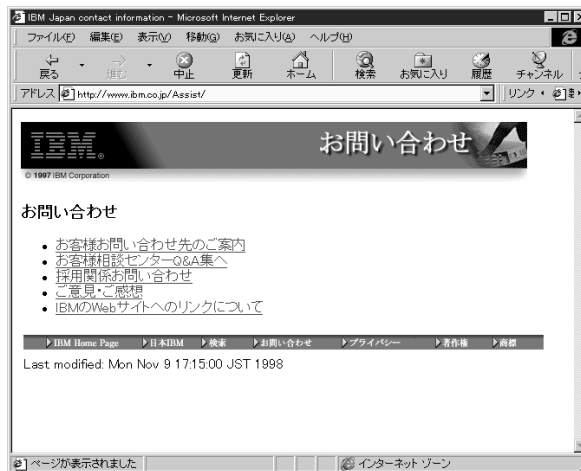 IBM Japan contact information - Microsoft Internet Explorer
ファイル(F) 編集(E) 表示(V) 移動(G) お気に入り(A) ヘルプ(H)
戻る 進む 中止 更新 ホーム 検索 お気に入り 履歴 チャンネル
アドレス http://www.ibm.co.jp/Assist/ リンク
IBM
お問い合わせ
© 1997 IBM Corporation
お問い合わせ
お客様お問い合わせ先のご案内
お客様相談センターQ&A集へ
採用関係お問い合わせ
ご意見・ご感想
IBMのWebサイトへのリンクについて
IBM Home Page 日本IBM 検索 お問い合わせ プライバシー 著作権 商標
Last modified: Mon Nov 9 17:15:00 JST 1998
ページが表示されました インターネット ゾーン